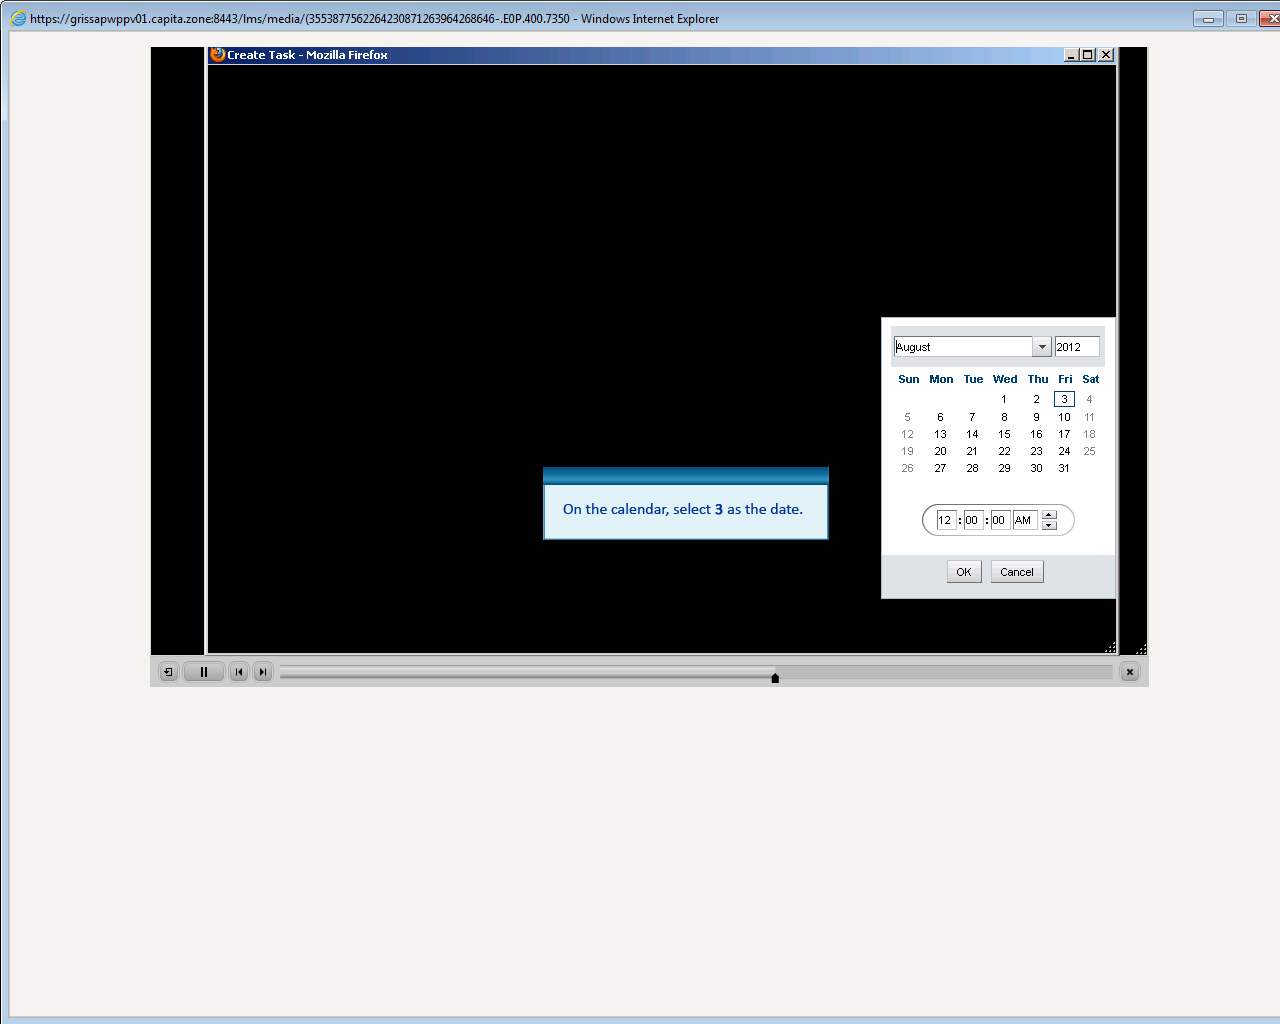 https://grissapwppv01.capita.zone:8443/lms/media/(3553877562264230871263964268646-.E0P.400.7350 - Windows Internet Explorer
Create Task - Mozilla Firefox
August 2012
Sun Mon Tue Wed Thu Fri Sat
1 2 3 4
5 6 7 8 9 10 11
12 13 14 15 16 17 18
19 20 21 22 23 24 25
26 27 28 29 30 31
On the calendar, select 3 as the date.
12 : 00 : 00 AM
OK Cancel